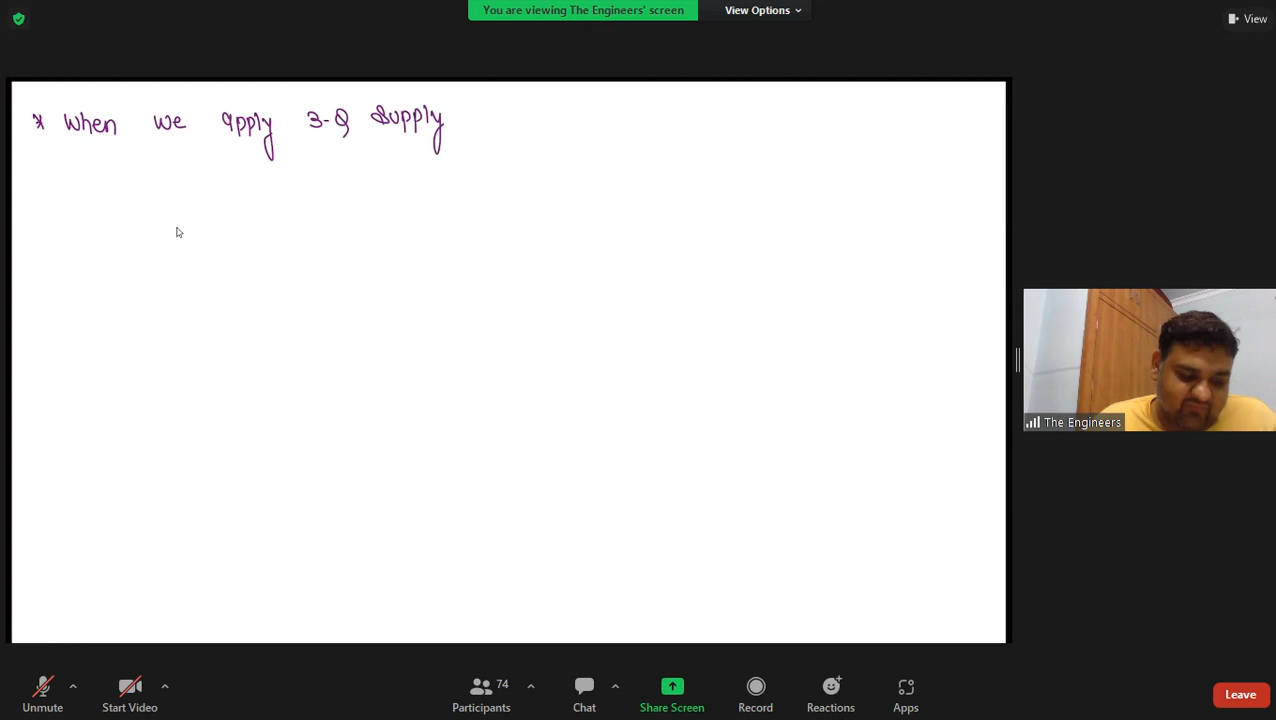 You are viewing The Engineers' screen
View Options
View
* When we apply 3-Q Supply
The Engineers
Unmute
Start Video
74
Participants
Chat
Share Screen
Record
Reactions
Apps
Leave